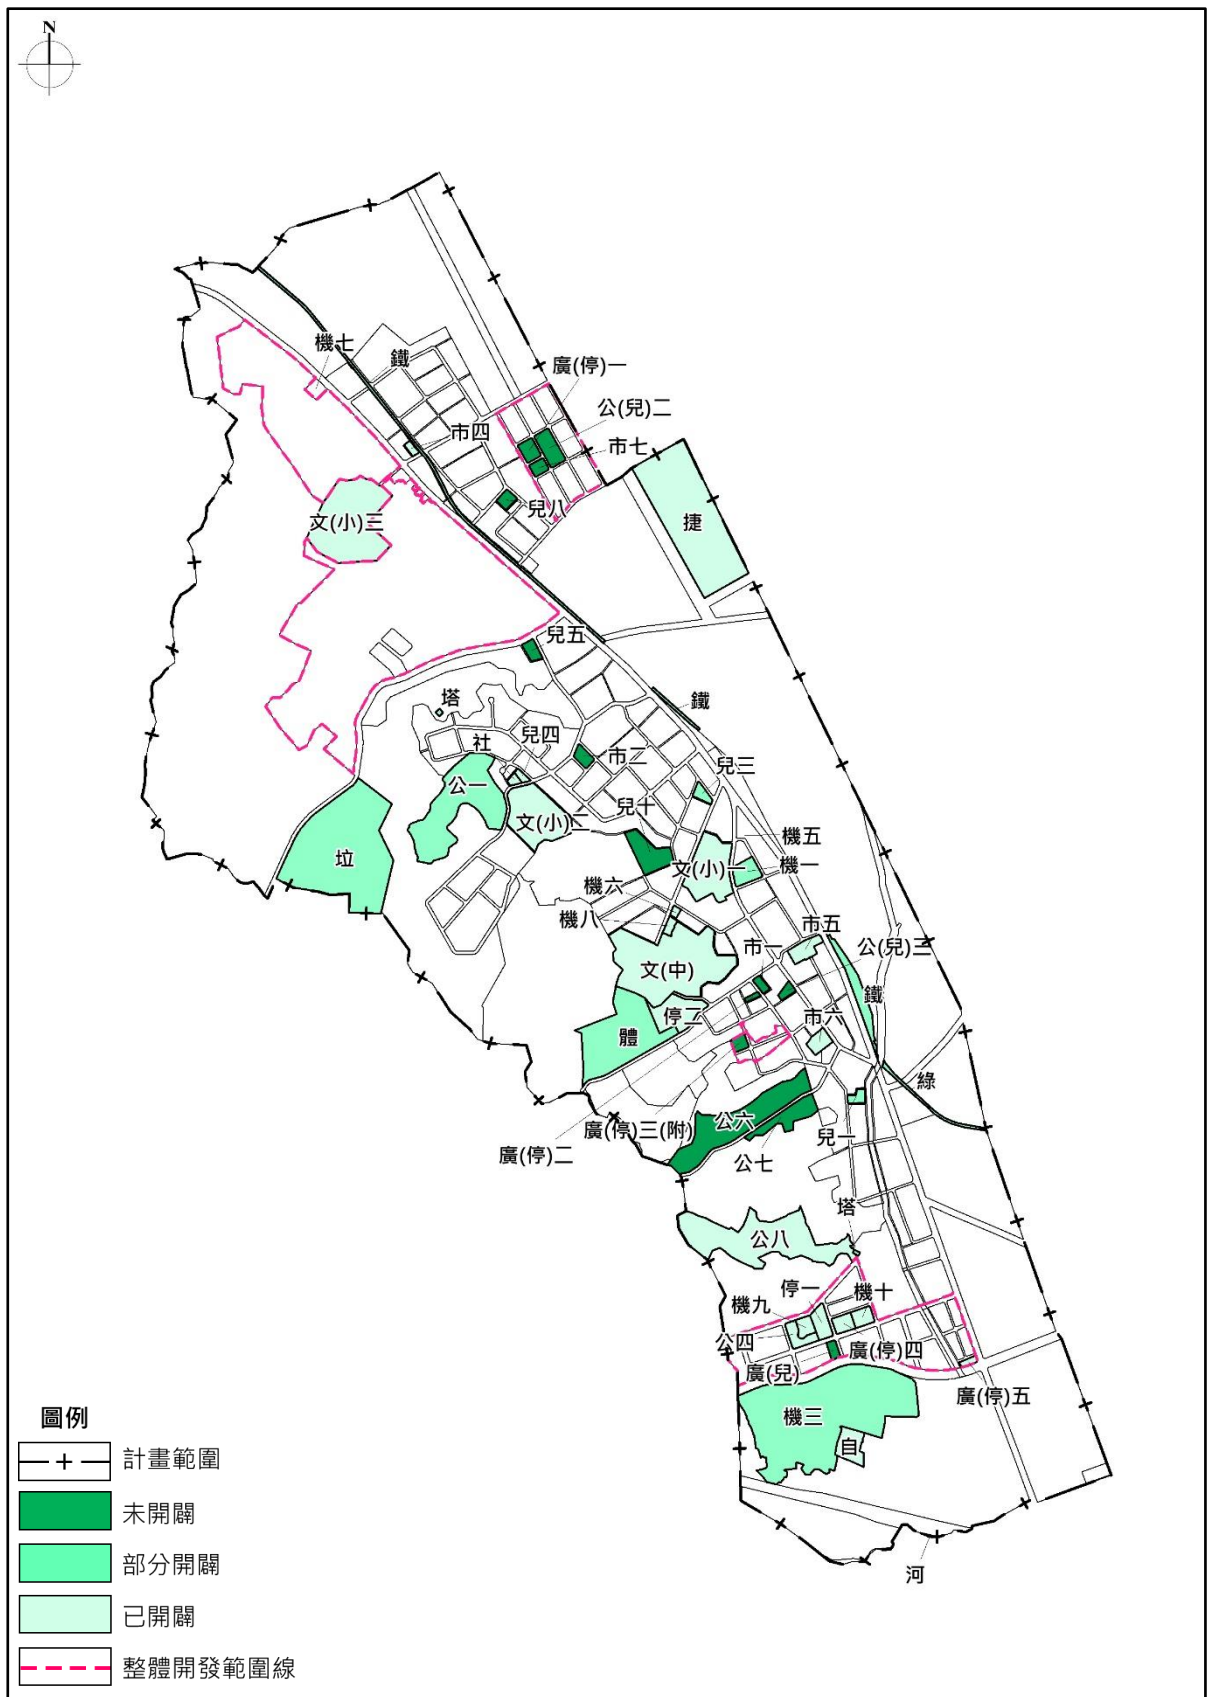 N
機七
鐵
廣(停)一
公(兒)二
市四
市七
兒八
文(小)三
捷
兒五
塔
鐵
社
兒四
市二
兒三
公一
兒十
文(小)二
機五
垃
文(小)一
機一
機六
機八
市五
市一
公(兒)三
文(中)
鐵
停二
市六
體
綠
公六
廣(停)三(附)
兒一
廣(停)二
公七
塔
公八
停一
機十
機九
公四
廣(停)四
廣(兒)
廣(停)五
機三
自
河
圖例
計畫範圍
未開闢
部分開闢
已開闢
整體開發範圍線